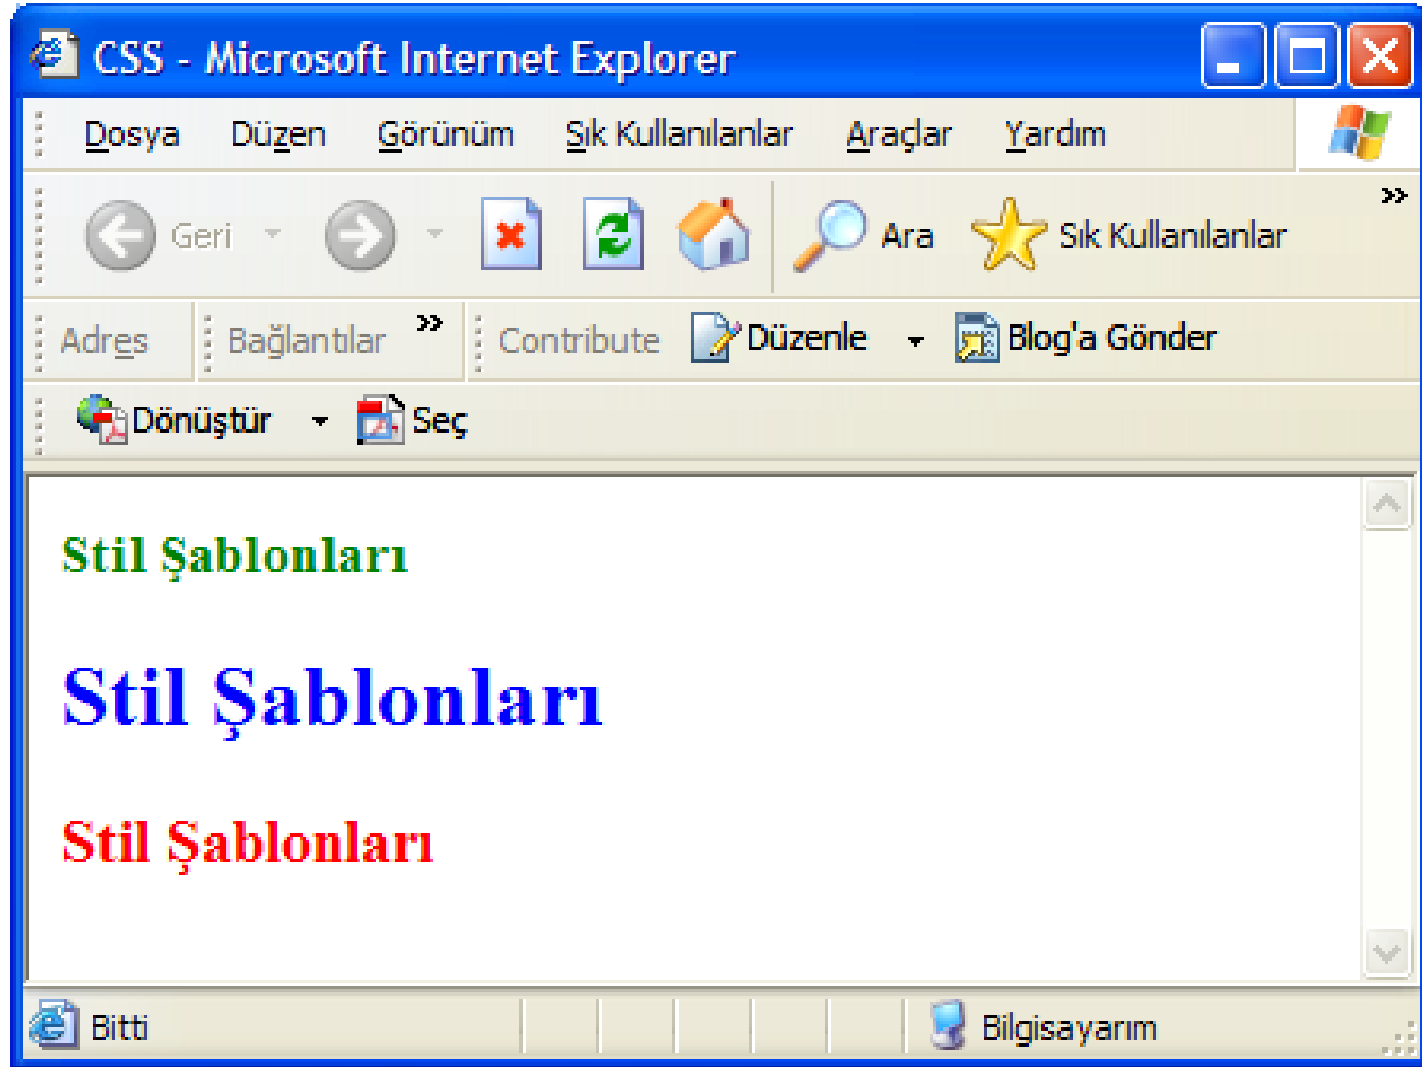 CSS - Microsoft Internet Explorer
Dosya Düzen Görünüm Sık Kullanılanlar Araçlar Yardım
Geri Ara Sık Kullanılanlar »
Adres Bağlantılar » Contribute Düzenle Blog'a Gönder
Dönüştür Seç
Stil Şablonları
Stil Şablonları
Stil Şablonları
Bitti Bilgisayarım